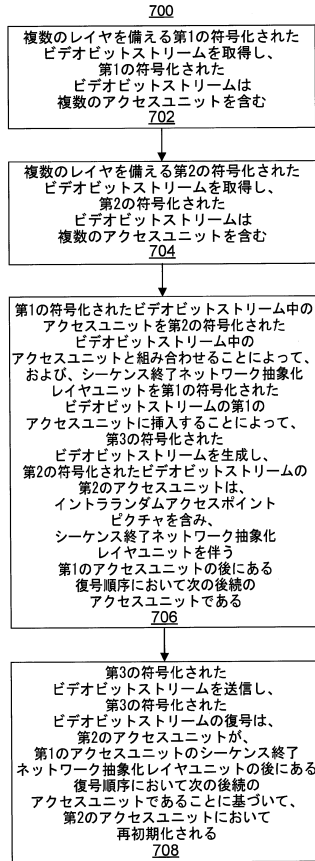 700
複数のレイヤを備える第1の符号化された
ビデオビットストリームを取得し、
第1の符号化された
ビデオビットストリームは
複数のアクセスユニットを含む
702
複数のレイヤを備える第2の符号化された
ビデオビットストリームを取得し、
第2の符号化された
ビデオビットストリームは
複数のアクセスユニットを含む
704
第1の符号化されたビデオビットストリーム中の
アクセスユニットを第2の符号化された
ビデオビットストリーム中の
アクセスユニットと組み合わせることによって、
および、シーケンス終了ネットワーク抽象化
レイヤユニットを第1の符号化された
ビデオビットストリームの第1の
アクセスユニットに挿入することによって、
第3の符号化された
ビデオビットストリームを生成し、
第2の符号化されたビデオビットストリームの
第2のアクセスユニットは、
イントラランダムアクセスポイント
ピクチャを含み、
シーケンス終了ネットワーク抽象化
レイヤユニットを伴う
第1のアクセスユニットの後にある
復号順序において次の後続の
アクセスユニットである
706
第3の符号化された
ビデオビットストリームを送信し、
第3の符号化された
ビデオビットストリームの復号は、
第2のアクセスユニットが、
第1のアクセスユニットのシーケンス終了
ネットワーク抽象化レイヤユニットの後にある
復号順序において次の後続の
アクセスユニットであることに基づいて、
第2のアクセスユニットにおいて
再初期化される
708